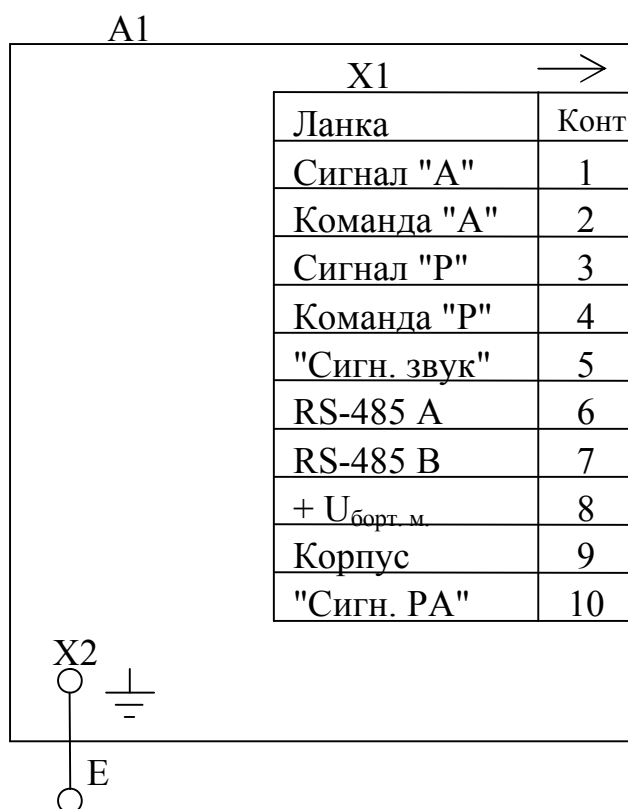 А1
X1
Ланка Конт
Сигнал "А" 1
Команда "А" 2
Сигнал "Р" 3
Команда "Р" 4
"Сигн. звук" 5
RS-485 A 6
RS-485 B 7
+ Uборт. м. 8
Корпус 9
"Сигн. РА" 10
X2
E